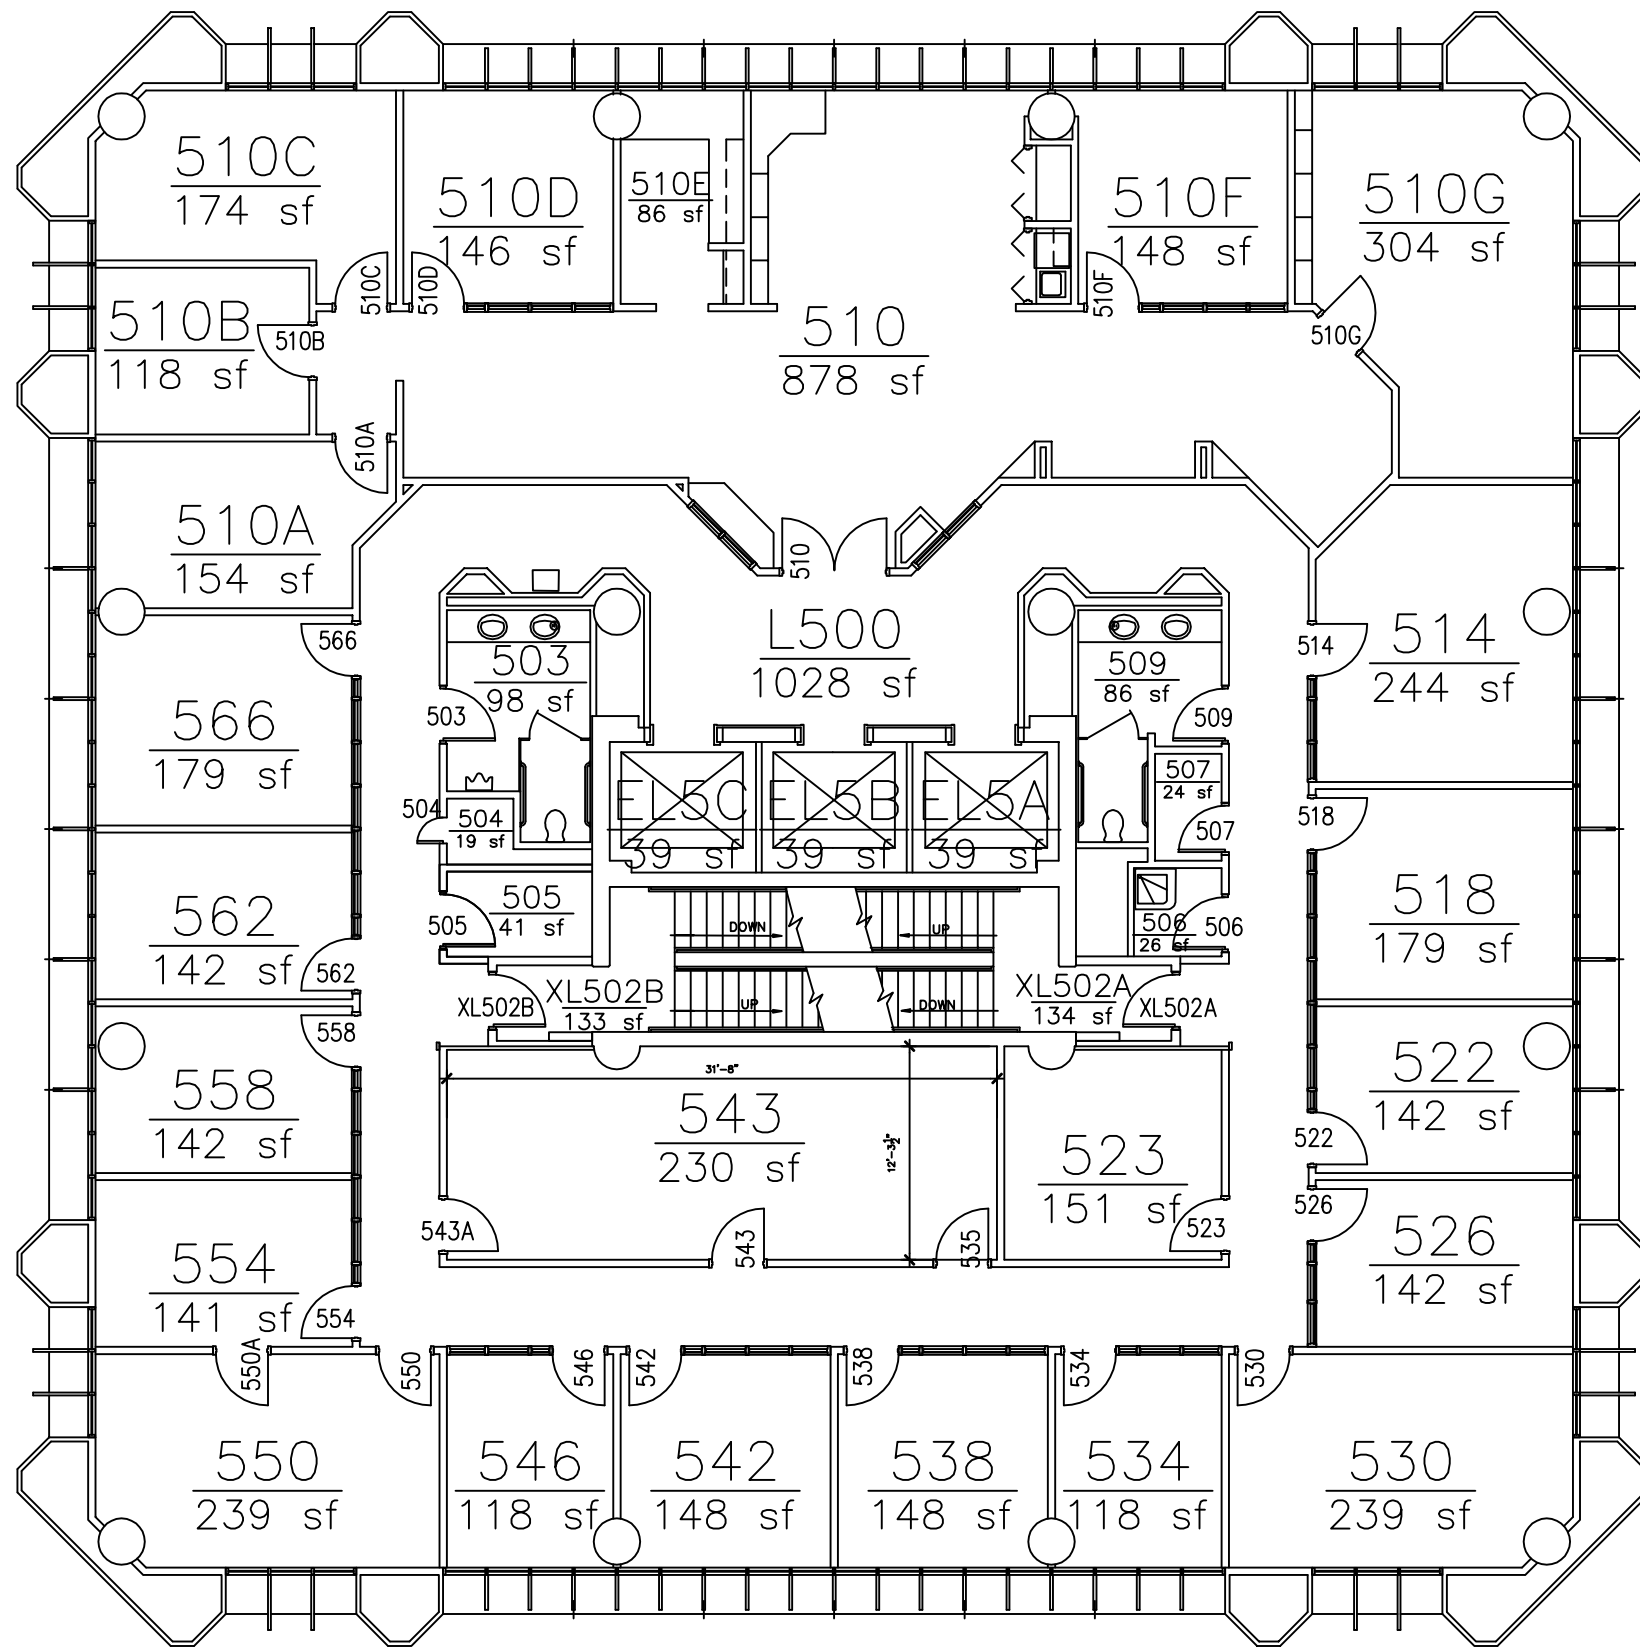 510C
174 sf
510D
146 sf
510E
86 sf
510F
148 sf
510G
304 sf
510C
510D
510F
510G
510B
118 sf
510B
510
878 sf
510A
510A
154 sf
510
L500
1028 sf
566
566
179 sf
503
98 sf
503
509
86 sf
509
514
514
244 sf
504
504
19 sf
EL5C
39 sf
EL5B
39 sf
EL5A
39 sf
507
24 sf
507
518
518
179 sf
505
41 sf
505
DOWN
UP
506
26 sf
506
562
142 sf
562
XL502B
XL502B
133 sf
UP
DOWN
XL502A
134 sf
XL502A
558
558
142 sf
31'-8"
12'-3½"
543
230 sf
523
151 sf
522
142 sf
522
543A
543
535
523
526
526
142 sf
554
141 sf
554
550A
550
546
542
538
534
530
550
239 sf
546
118 sf
542
148 sf
538
148 sf
534
118 sf
530
239 sf